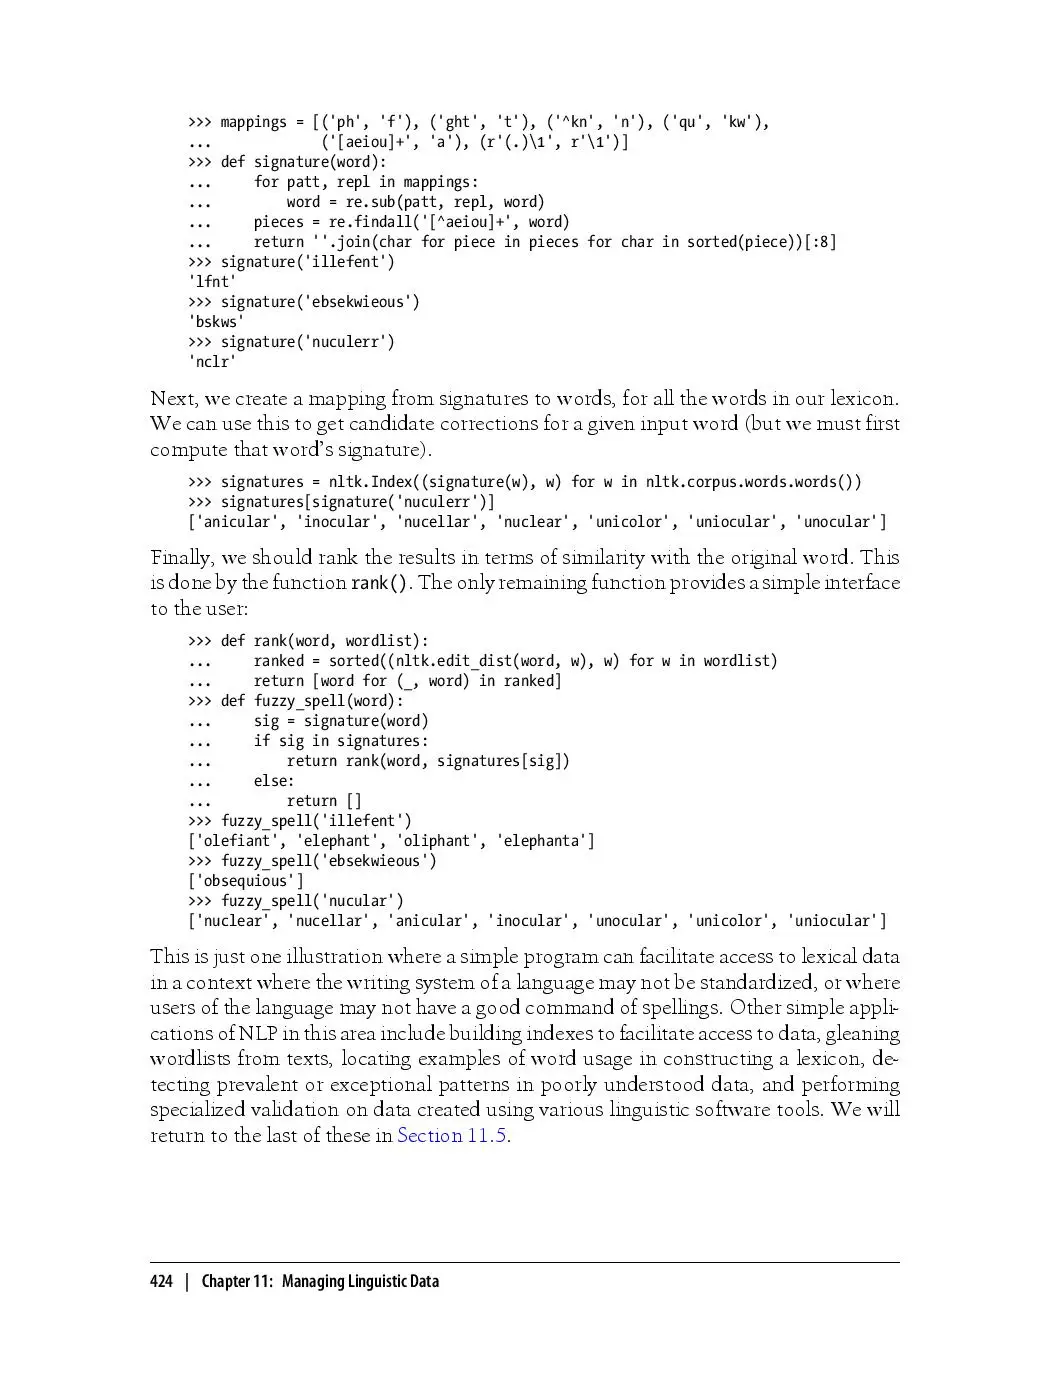 >>> mappings = [('ph', 'f'), ('ght', 't'), ('^kn', 'n'), ('qu', 'kw'),
...             ('[aeiou]+', 'a'), (r'(.)\1', r'\1')]
>>> def signature(word):
...     for patt, repl in mappings:
...         word = re.sub(patt, repl, word)
...     pieces = re.findall('[^aeiou]+', word)
...     return ''.join(char for piece in pieces for char in sorted(piece))[:8]
>>> signature('illefent')
'lfnt'
>>> signature('ebsekwieous')
'bskws'
>>> signature('nuculerr')
'nclr'
Next, we create a mapping from signatures to words, for all the words in our lexicon.
We can use this to get candidate corrections for a given input word (but we must first
compute that word’s signature).
>>> signatures = nltk.Index((signature(w), w) for w in nltk.corpus.words.words())
>>> signatures[signature('nuculerr')]
['anicular', 'inocular', 'nucellar', 'nuclear', 'unicolor', 'uniocular', 'unocular']
Finally, we should rank the results in terms of similarity with the original word. This
is done by the function rank(). The only remaining function provides a simple interface
to the user:
>>> def rank(word, wordlist):
...     ranked = sorted((nltk.edit_dist(word, w), w) for w in wordlist)
...     return [word for (_, word) in ranked]
>>> def fuzzy_spell(word):
...     sig = signature(word)
...     if sig in signatures:
...         return rank(word, signatures[sig])
...     else:
...         return []
>>> fuzzy_spell('illefent')
['olefiant', 'elephant', 'oliphant', 'elephanta']
>>> fuzzy_spell('ebsekwieous')
['obsequious']
>>> fuzzy_spell('nucular')
['nuclear', 'nucellar', 'anicular', 'inocular', 'unocular', 'unicolor', 'uniocular']
This is just one illustration where a simple program can facilitate access to lexical data
in a context where the writing system of a language may not be standardized, or where
users of the language may not have a good command of spellings. Other simple appli-
cations of NLP in this area include building indexes to facilitate access to data, gleaning
wordlists from texts, locating examples of word usage in constructing a lexicon, de-
tecting prevalent or exceptional patterns in poorly understood data, and performing
specialized validation on data created using various linguistic software tools. We will
return to the last of these in Section 11.5.
424 | Chapter 11: Managing Linguistic Data